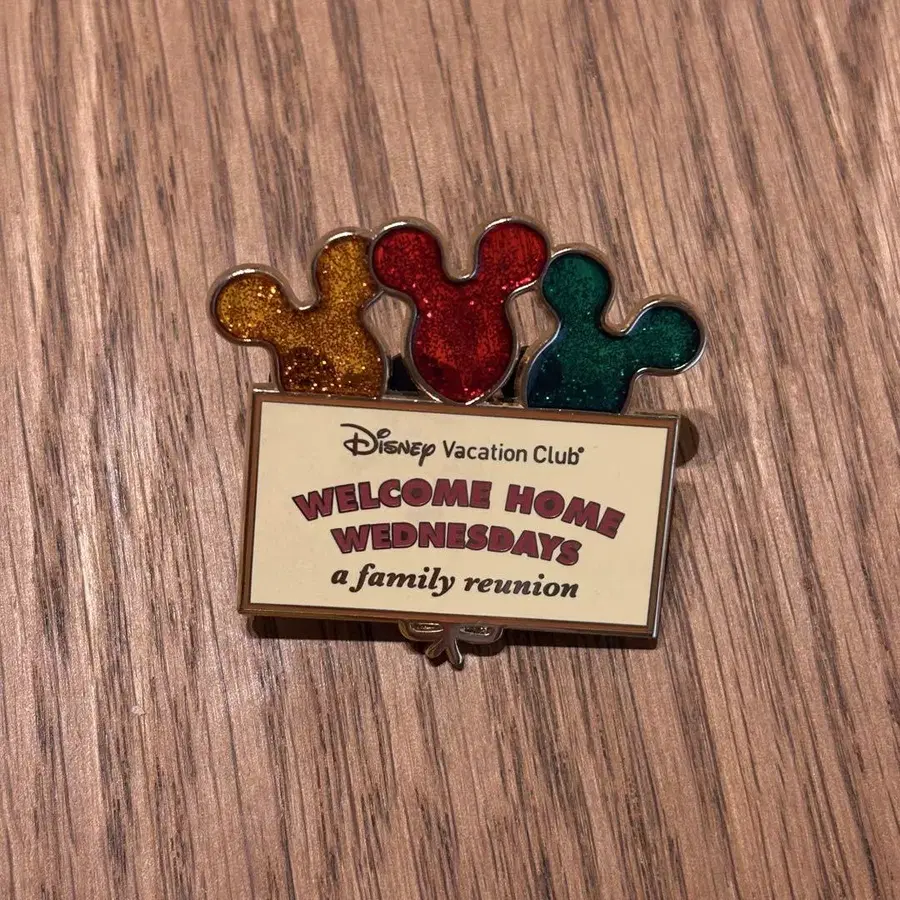 Disney Vacation Club®
WELCOME HOME
WEDNESDAYS
a family reunion